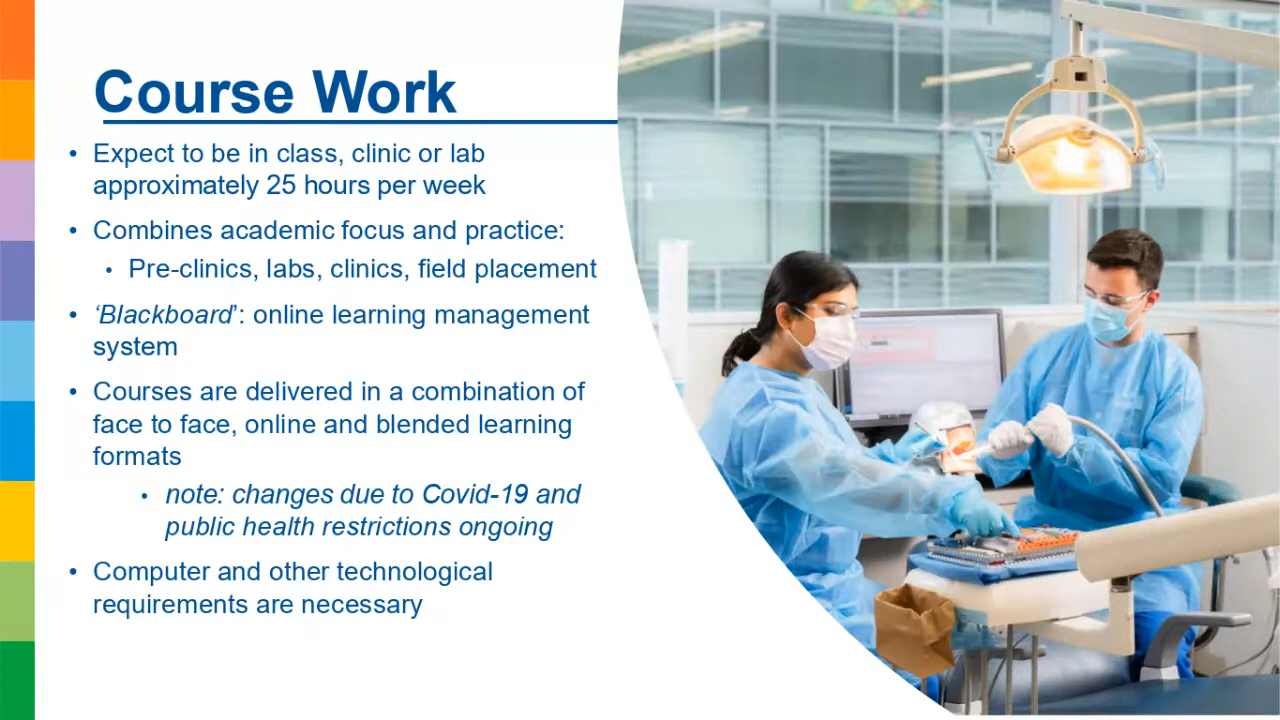 Course Work
• Expect to be in class, clinic or lab
approximately 25 hours per week
• Combines academic focus and practice:
• Pre-clinics, labs, clinics, field placement
• ‘Blackboard’: online learning management
system
• Courses are delivered in a combination of
face to face, online and blended learning
formats
• note: changes due to Covid-19 and
public health restrictions ongoing
• Computer and other technological
requirements are necessary